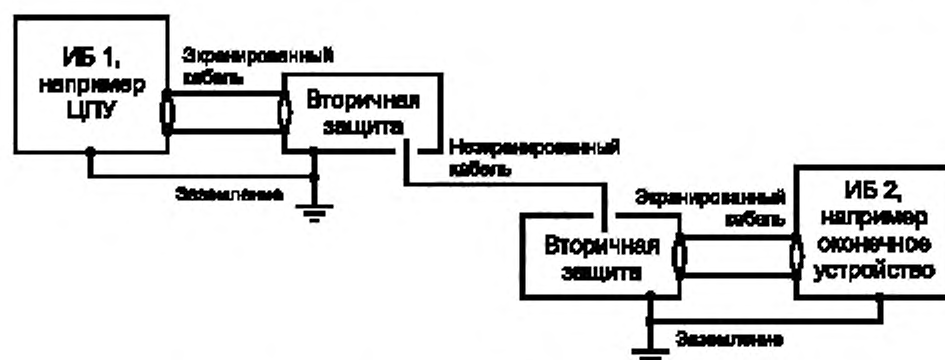 ИБ 1,
например
ЦПУ
Экранированный
кабель
Вторичная
защита
Неэкранированный
кабель
Заземление
Экранированный
кабель
Вторичная
защита
ИБ 2,
например
оконечное
устройство
Заземление